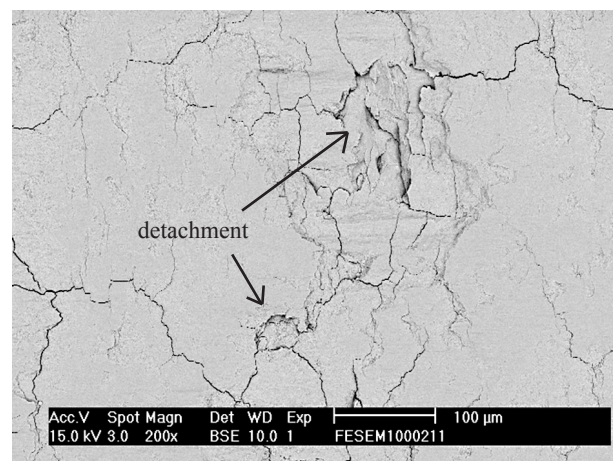 detachment
Acc.V Spot Magn Det WD Exp 100 µm
15.0 kV 3.0 200x BSE 10.0 1 FESEM1000211